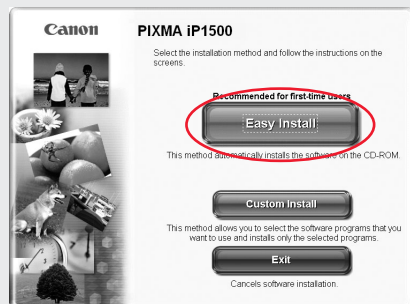 Canon
PIXMA iP1500
Select the installation method and follow the instructions on the
screens.
Recommended for first-time users
Easy Install
This method automatically installs the software on the CD-ROM.
Custom Install
This method allows you to select the software programs that you
want to use and installs only the selected programs.
Exit
Cancels software installation.